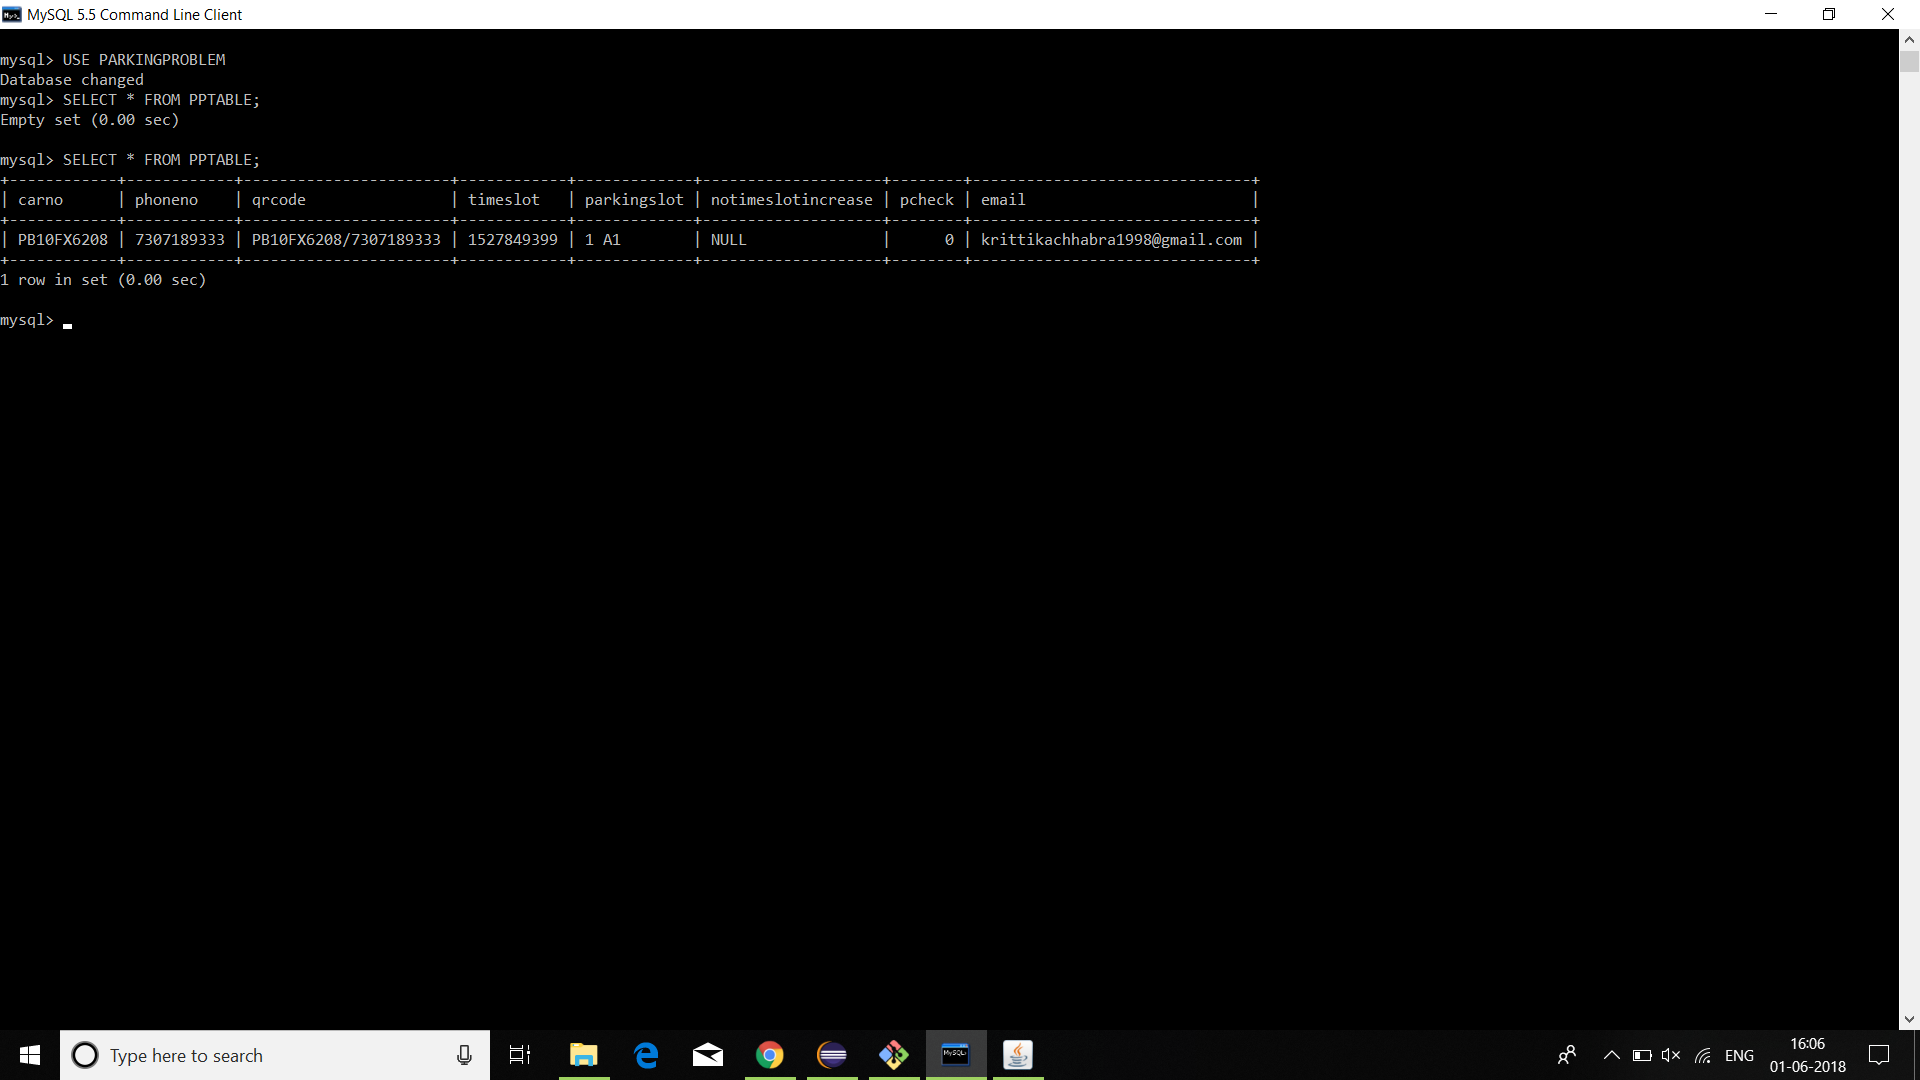 MySQL 5.5 Command Line Client
mysql> USE PARKINGPROBLEM
Database changed
mysql> SELECT * FROM PPTABLE;
Empty set (0.00 sec)
mysql> SELECT * FROM PPTABLE;
+------------+------------+-----------------------+------------+-------------+--------------------+--------+-------------------------------+
| carno      | phoneno    | qrcode                | timeslot   | parkingslot | notimeslotincrease | pcheck | email                         |
+------------+------------+-----------------------+------------+-------------+--------------------+--------+-------------------------------+
| PB10FX6208 | 7307189333 | PB10FX6208/7307189333 | 1527849399 | 1 A1        | NULL               |      0 | krittikachhabra1998@gmail.com |
+------------+------------+-----------------------+------------+-------------+--------------------+--------+-------------------------------+
1 row in set (0.00 sec)
mysql>
Type here to search
ENG
16:06
01-06-2018